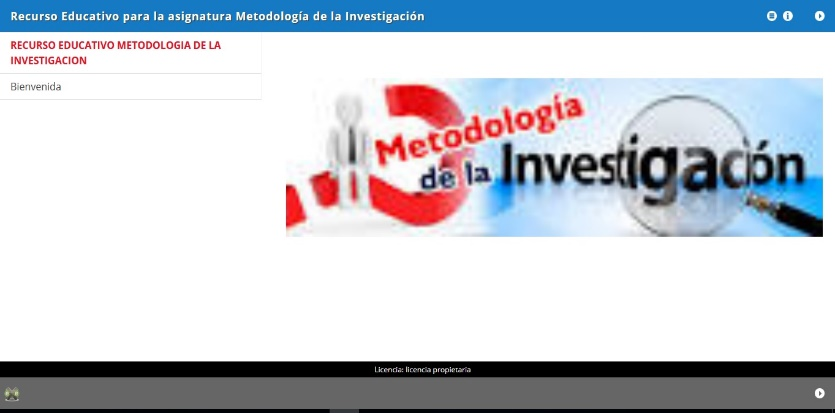 Recurso Educativo para la asignatura Metodología de la Investigación
RECURSO EDUCATIVO METODOLOGIA DE LA
INVESTIGACION
Bienvenida
Metodología
de la Investigación
Licencia: licencia propietaria